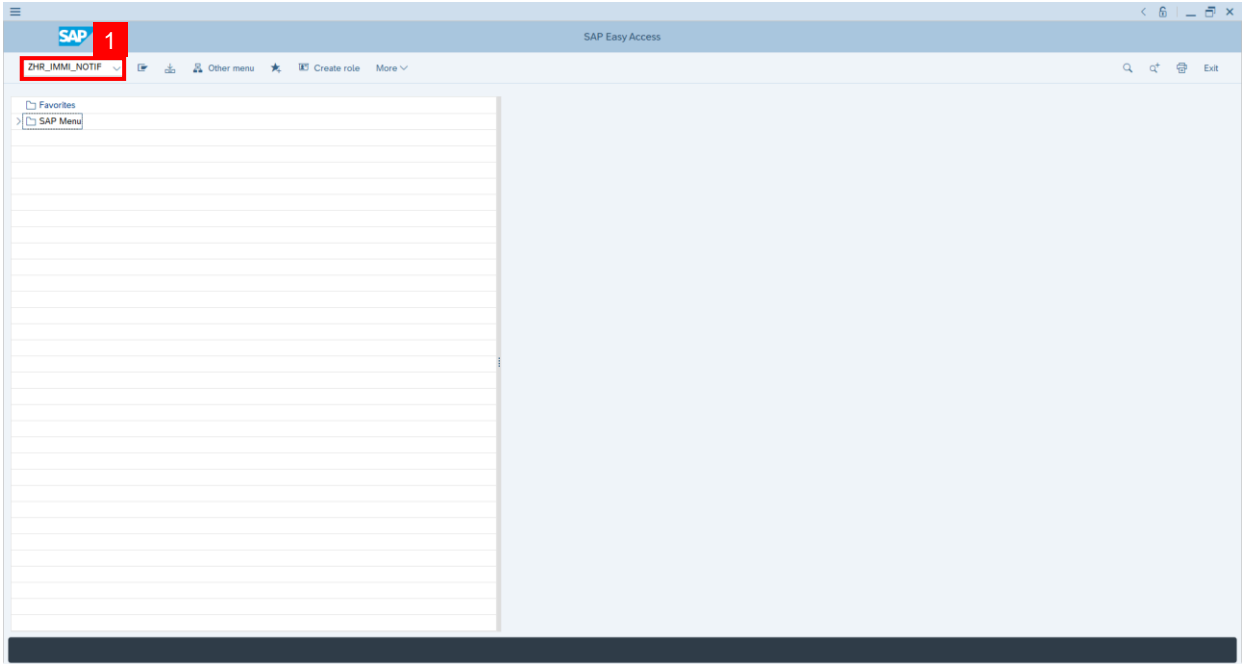 SAP
1
SAP Easy Access
ZHR_IMMI_NOTIF
Other menu
Create role
More
Exit
Favorites
SAP Menu